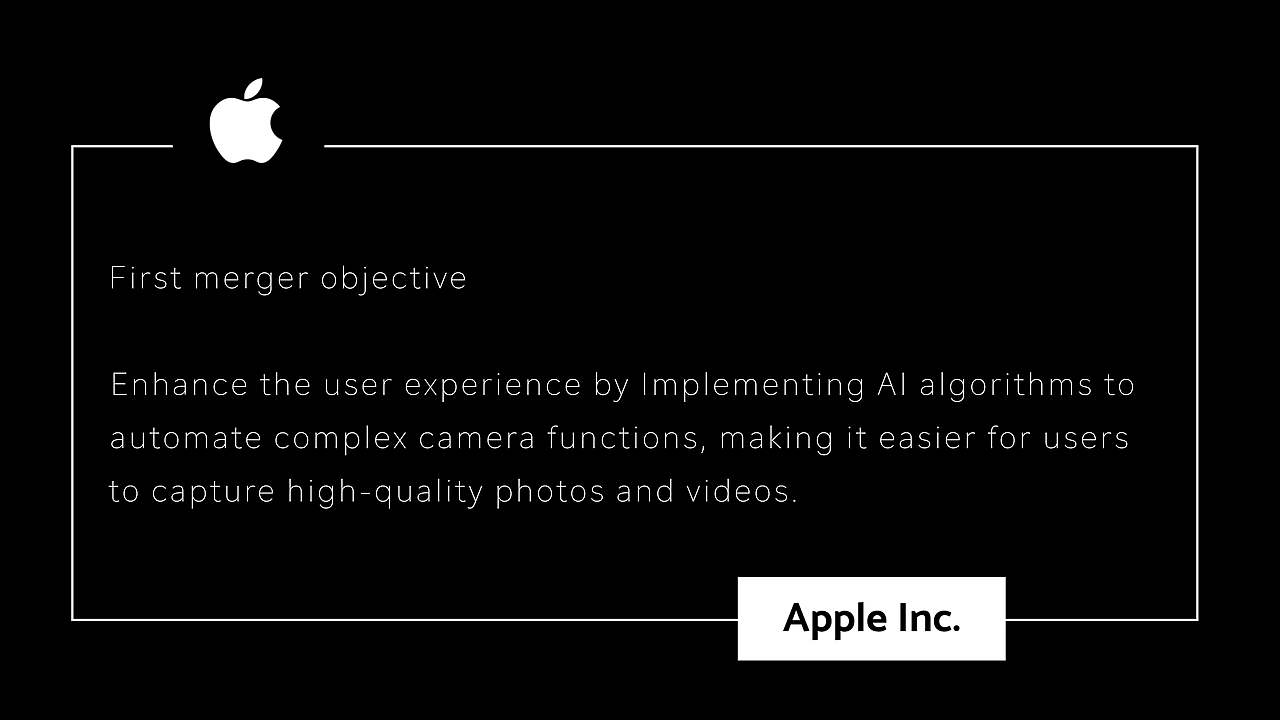 First merger objective
Enhance the user experience by Implementing AI algorithms to
automate complex camera functions, making it easier for users
to capture high-quality photos and videos.
Apple Inc.